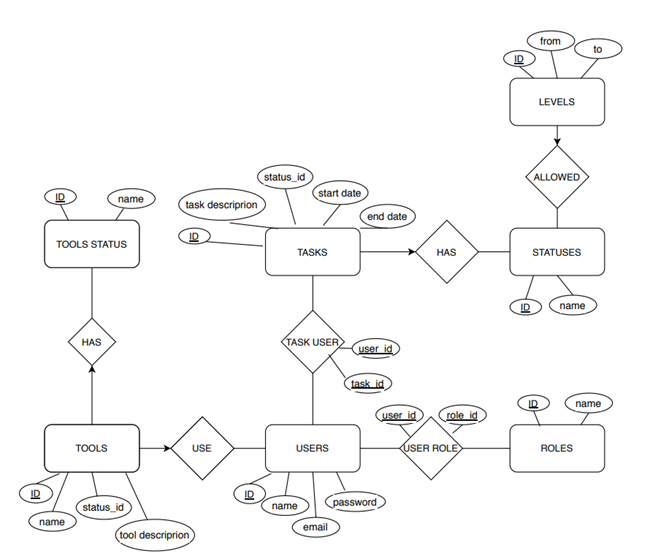 from
ID
to
LEVELS
ALLOWED
status_id
ID
name
start date
task descriprion
end date
ID
TOOLS STATUS
TASKS
HAS
STATUSES
ID
name
HAS
TASK USER
user_id
task_id
user_id
role_id
ID
name
TOOLS
USE
USERS
USER ROLE
ROLES
ID
ID
name
status_id
name
password
email
tool descriprion